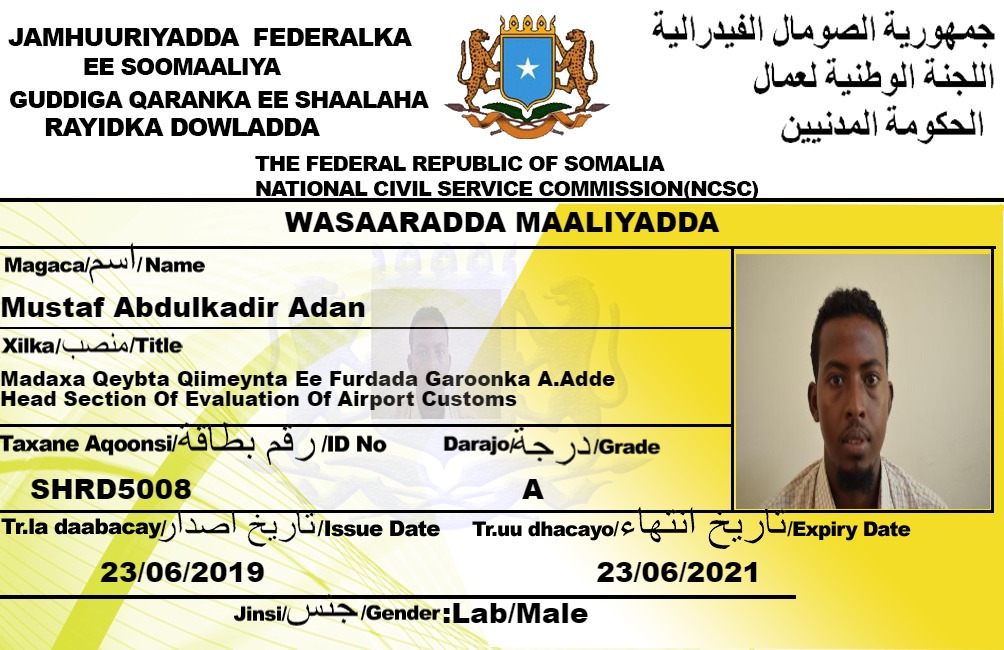 JAMHUURIYADDA FEDERALKA
EE SOOMAALIYA
GUDDIGA QARANKA EE SHAALAHA
RAYIDKA DOWLADDA
جمهورية الصومال الفيدرالية
اللجنة الوطنية لعمال
الحكومة المدنيين
THE FEDERAL REPUBLIC OF SOMALIA
NATIONAL CIVIL SERVICE COMMISSION(NCSC)
WASAARADDA MAALIYADDA
Magaca/اسم/Name
Mustaf Abdulkadir Adan
Xilka/منصب/Title
Madaxa Qeybta Qiimeynta Ee Furdada Garoonka A.Adde
Head Section Of Evaluation Of Airport Customs
Taxane Aqoonsi/رقم بطاقة/ID No
Darajo/درجة/Grade
SHRD5008
A
Tr.la daabacay/تاريخ اصدار/Issue Date
Tr.uu dhacayo/تاريخ انتهاء/Expiry Date
23/06/2019
23/06/2021
Jinsi/جنس/Gender:Lab/Male